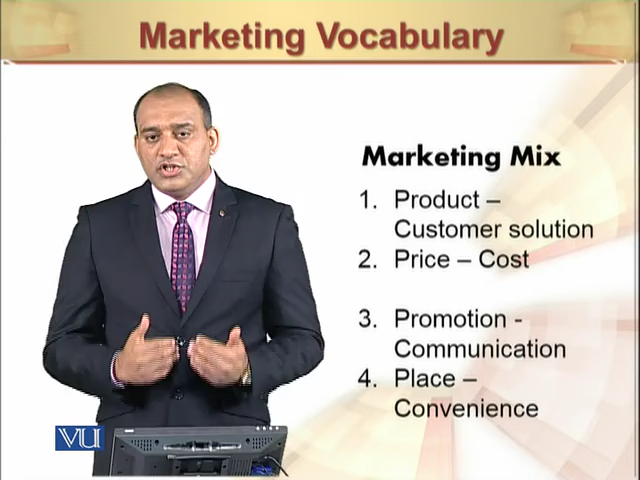 Marketing Vocabulary
Marketing Mix
1. Product –
Customer solution
2. Price – Cost
3. Promotion -
Communication
4. Place –
Convenience
VU